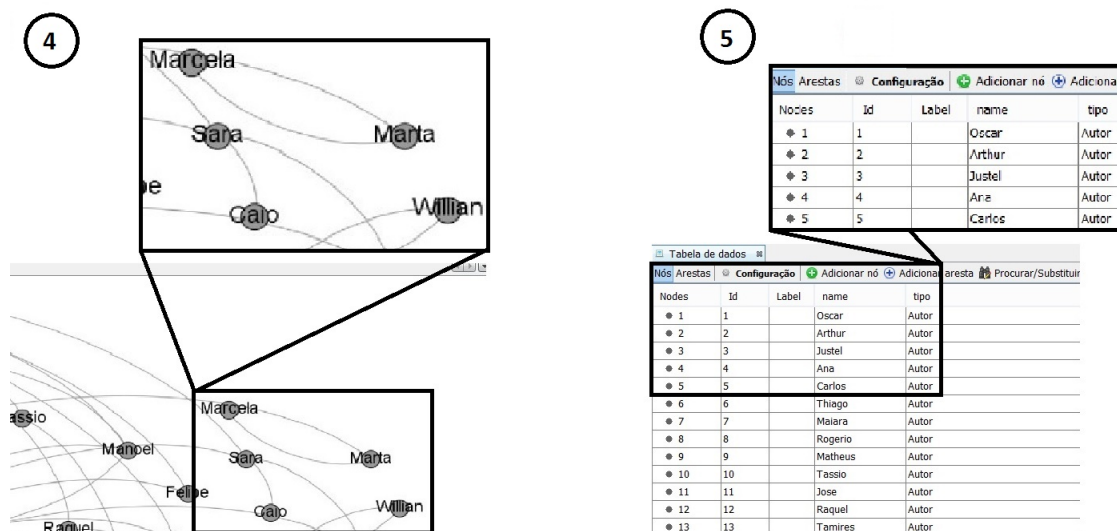 4
Marcela
Sara
Marta
be
Caio
Willian
Marcela
assio
Manoel
Sara
Marta
Felipe
Caio
Willian
Raquel
5
Nós Arestas Configuração Adicionar nó Adiciona
Nodes Id Label name tipo
1 1 Oscar Autor
2 2 Arthur Autor
3 3 Justel Autor
4 4 Ana Autor
5 5 Carlos Autor
Tabela de dados
Nós Arestas Configuração Adicionar nó Adicionar aresta Procurar/Substituir
Nodes Id Label name tipo
1 1 Oscar Autor
2 2 Arthur Autor
3 3 Justel Autor
4 4 Ana Autor
5 5 Carlos Autor
6 6 Thiago Autor
7 7 Maiara Autor
8 8 Rogerio Autor
9 9 Matheus Autor
10 10 Tassio Autor
11 11 Jose Autor
12 12 Raquel Autor
13 13 Tamires Autor